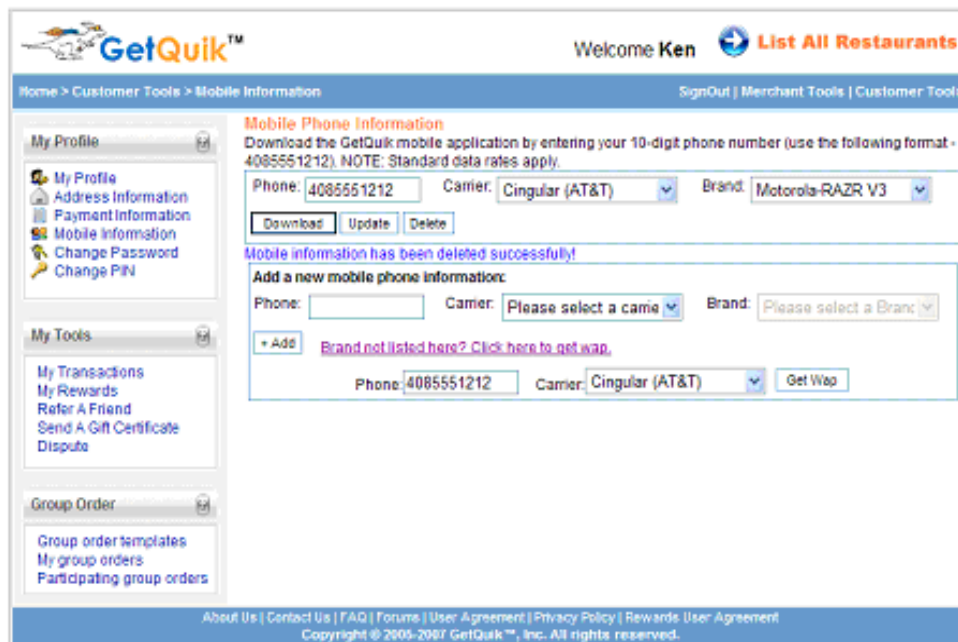 GetQuik™
Welcome Ken
List All Restaurants
Home > Customer Tools > Mobile Information
SignOut | Merchant Tools | Customer Tools
My Profile
My Profile
Address Information
Payment Information
Mobile Information
Change Password
Change PIN
My Tools
My Transactions
My Rewards
Refer A Friend
Send A Gift Certificate
Dispute
Group Order
Group order templates
My group orders
Participating group orders
Mobile Phone Information
Download the GetQuik mobile application by entering your 10-digit phone number (use the following format -
4085551212). NOTE: Standard data rates apply.
Phone: 4085551212 Carrier: Cingular (AT&T) Brand: Motorola-RAZR V3
Download Update Delete
Mobile information has been deleted successfully!
Add a new mobile phone information:
Phone: Carrier: Please select a carrie Brand: Please select a Branc
+ Add Brand not listed here? Click here to get wap.
Phone: 4085551212 Carrier: Cingular (AT&T) Get Wap
About Us | Contact Us | FAQ | Forums | User Agreement | Privacy Policy | Rewards User Agreement
Copyright © 2005-2007 GetQuik™, Inc. All rights reserved.